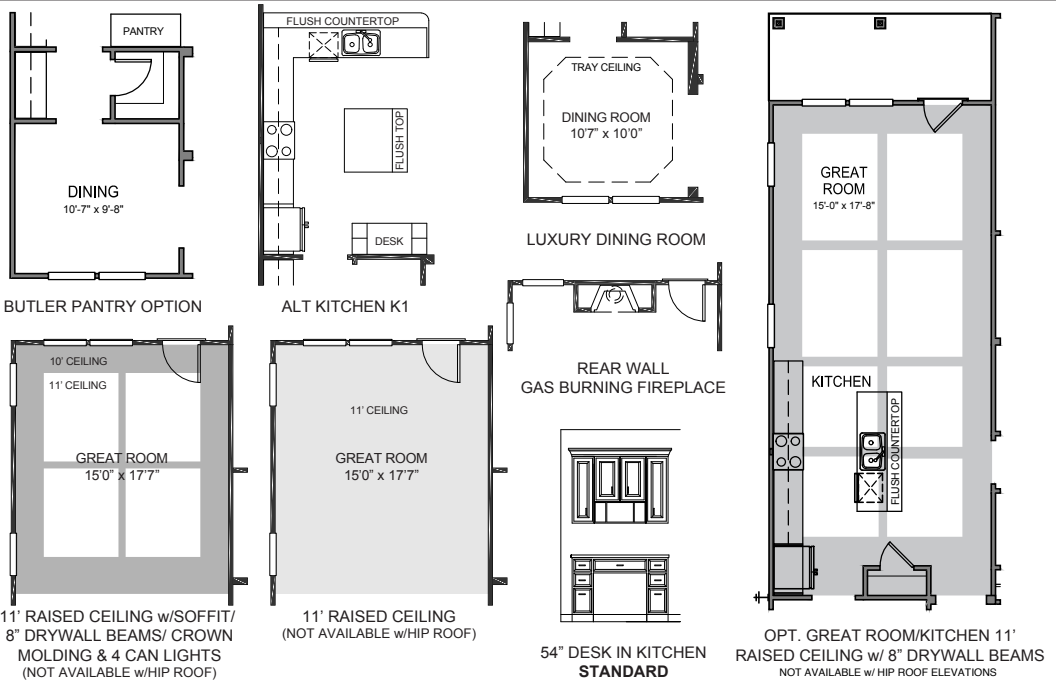 PANTRY
DINING
10'-7" x 9'-8"
BUTLER PANTRY OPTION
FLUSH COUNTERTOP
FLUSH TOP
DESK
ALT KITCHEN K1
TRAY CEILING
DINING ROOM
10'7" x 10'0"
LUXURY DINING ROOM
REAR WALL
GAS BURNING FIREPLACE
10' CEILING
11' CEILING
GREAT ROOM
15'0" x 17'7"
11' RAISED CEILING w/SOFFIT/
8" DRYWALL BEAMS/ CROWN
MOLDING & 4 CAN LIGHTS
(NOT AVAILABLE w/HIP ROOF)
11' CEILING
GREAT ROOM
15'0" x 17'7"
11' RAISED CEILING
(NOT AVAILABLE w/HIP ROOF)
54" DESK IN KITCHEN
STANDARD
GREAT
ROOM
15'-0" x 17'-8"
KITCHEN
FLUSH COUNTERTOP
OPT. GREAT ROOM/KITCHEN 11'
RAISED CEILING w/ 8" DRYWALL BEAMS
NOT AVAILABLE w/ HIP ROOF ELEVATIONS